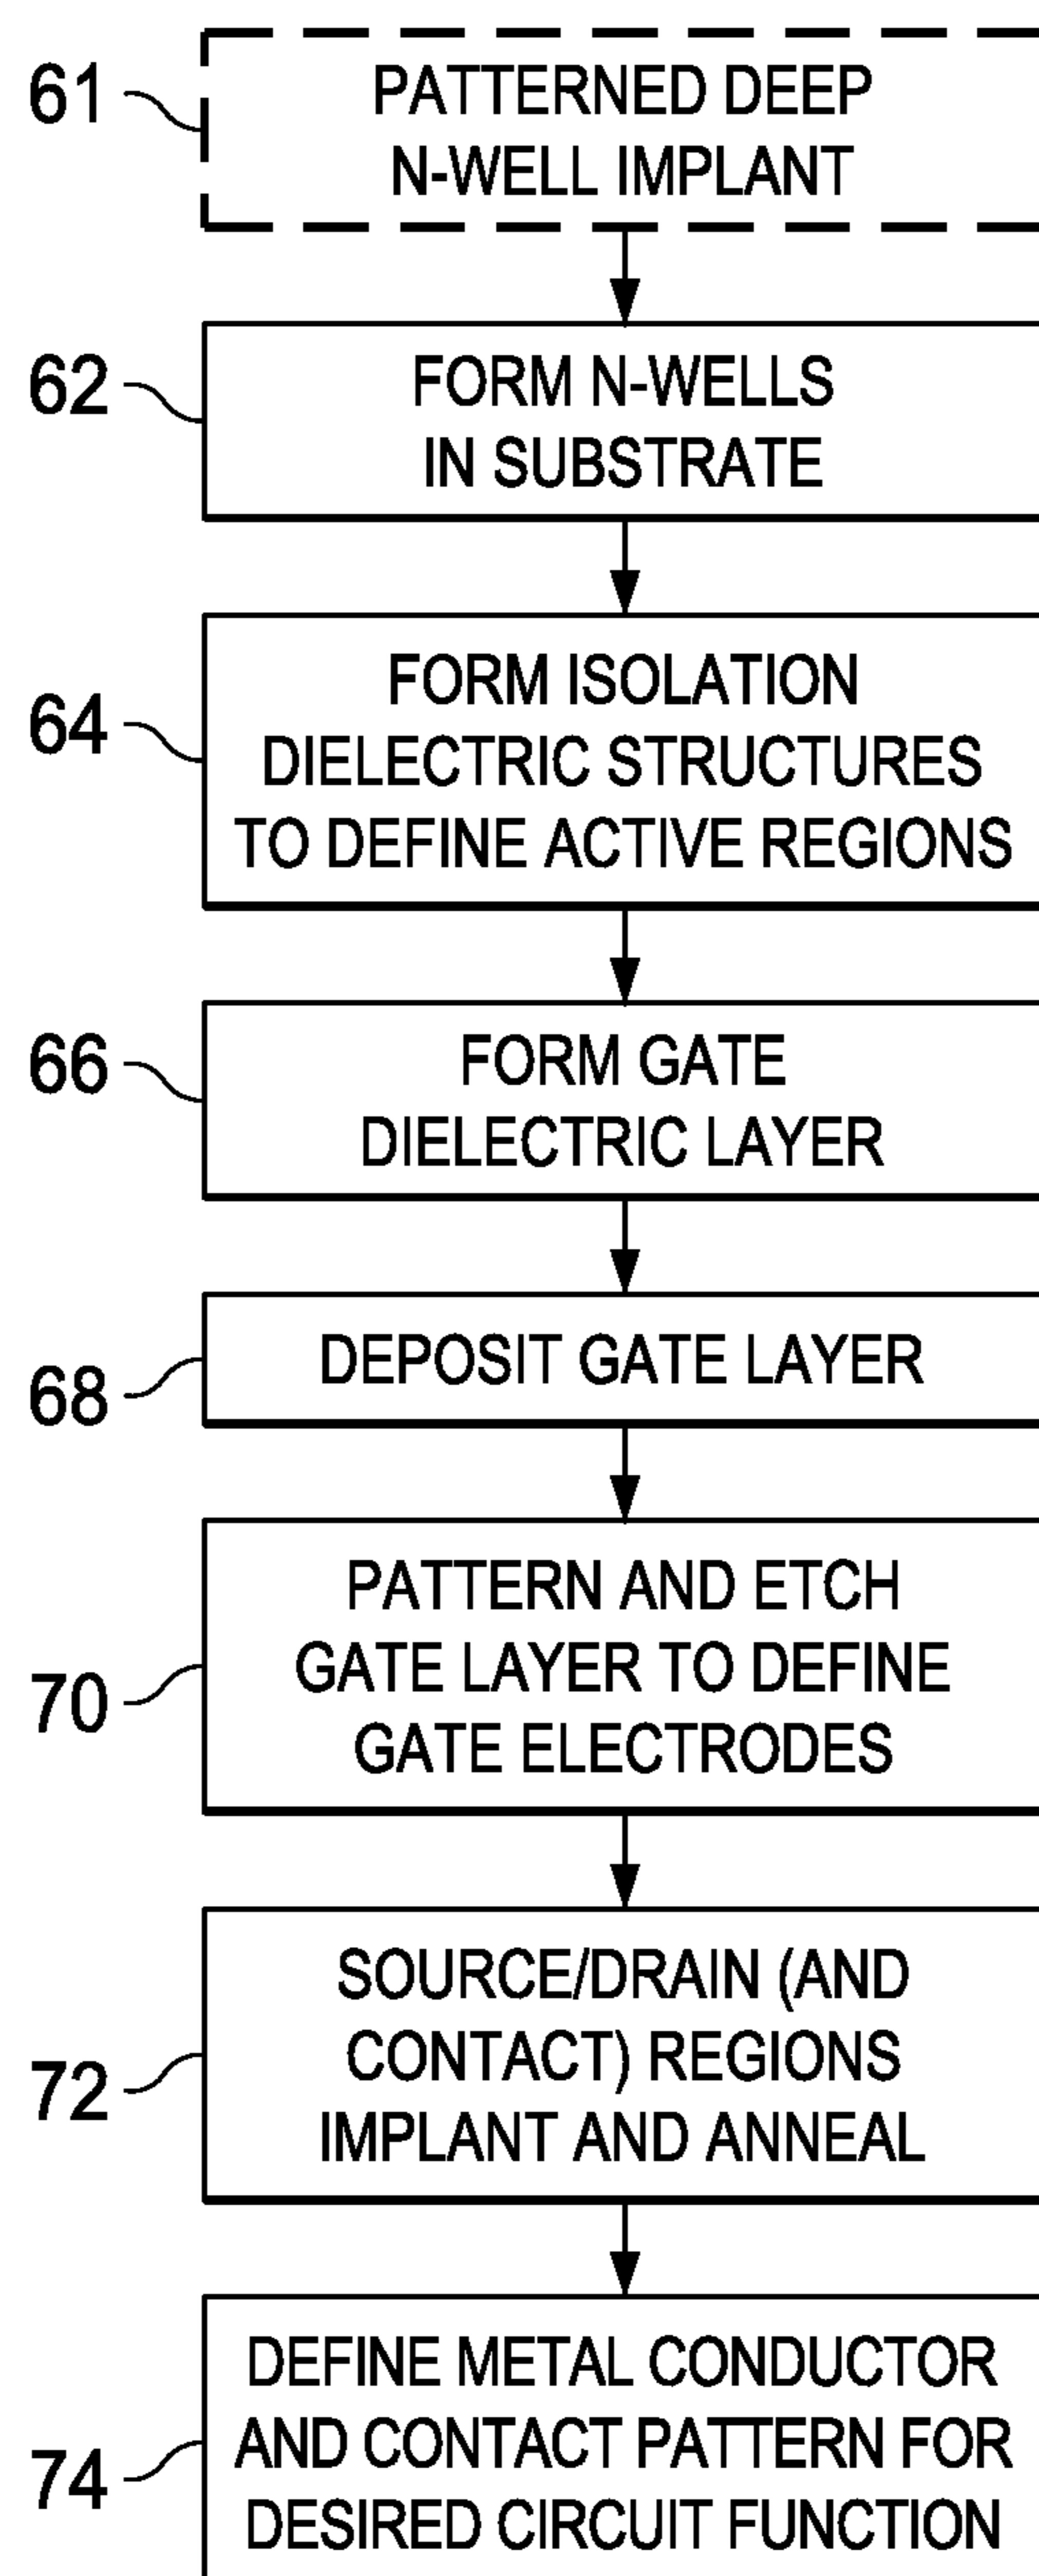 61
PATTERNED DEEP
N-WELL IMPLANT
62
FORM N-WELLS
IN SUBSTRATE
64
FORM ISOLATION
DIELECTRIC STRUCTURES
TO DEFINE ACTIVE REGIONS
66
FORM GATE
DIELECTRIC LAYER
68
DEPOSIT GATE LAYER
70
PATTERN AND ETCH
GATE LAYER TO DEFINE
GATE ELECTRODES
72
SOURCE/DRAIN (AND
CONTACT) REGIONS
IMPLANT AND ANNEAL
74
DEFINE METAL CONDUCTOR
AND CONTACT PATTERN FOR
DESIRED CIRCUIT FUNCTION